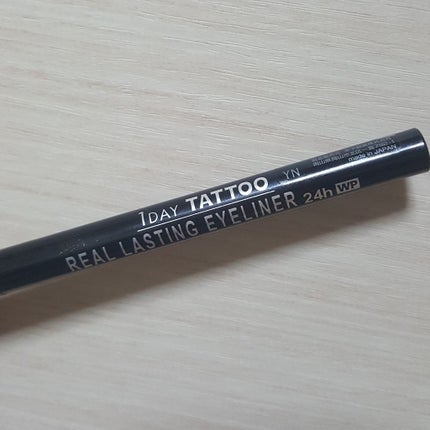 1DAY TATTOO YN
REAL LASTING EYELINER 24h WP
MADE IN JAPAN